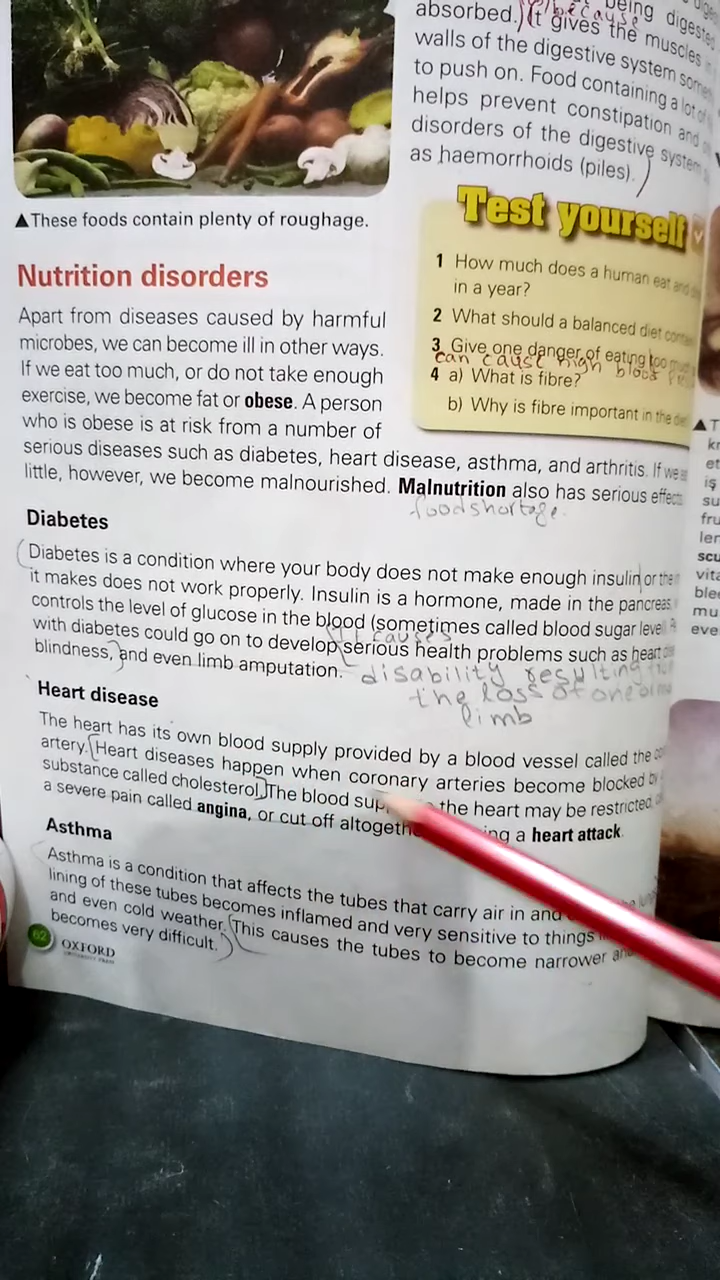 being digested
because
absorbed. It gives the muscles
walls of the digestive system
to push on. Food containing a lot of
helps prevent constipation and
disorders of the digestive system
as haemorrhoids (piles).
▲These foods contain plenty of roughage.
Test yourself
1 How much does a human eat and
in a year?
2 What should a balanced diet
3 Give one danger of eating too
can cause high blood
4 a) What is fibre?
b) Why is fibre important in the
Nutrition disorders
Apart from diseases caused by harmful
microbes, we can become ill in other ways.
If we eat too much, or do not take enough
exercise, we become fat or obese. A person
who is obese is at risk from a number of
serious diseases such as diabetes, heart disease, asthma, and arthritis. If we
little, however, we become malnourished. Malnutrition also has serious
food shortage.
Diabetes
Diabetes is a condition where your body does not make enough insulin or the
it makes does not work properly. Insulin is a hormone, made in the pancreas,
controls the level of glucose in the blood (sometimes called blood sugar
it causes
with diabetes could go on to develop serious health problems such as heart
blindness, and even limb amputation.
disability resulting
the loss of one
limb
Heart disease
The heart has its own blood supply provided by a blood vessel called the
artery. Heart diseases happen when coronary arteries become blocked
substance called cholesterol. The blood the heart may be restricted,
a severe pain called angina, or cut off a heart attack.
Asthma
Asthma is a condition that affects the tubes that carry air in and
lining of these tubes becomes inflamed and very sensitive to things
and even cold weather. This causes the tubes to become narrower
becomes very difficult.
62
OXFORD
UNIVERSITY PRESS
et
is
su
fru
scu
vita
mu
eve